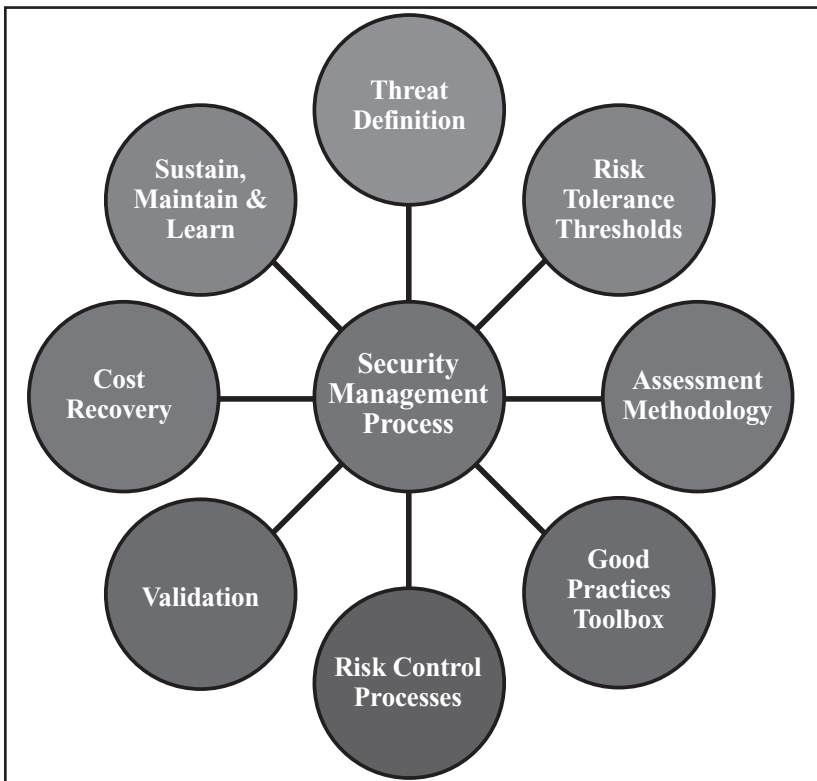 Threat
Definition
Risk
Tolerance
Thresholds
Assessment
Methodology
Good
Practices
Toolbox
Risk Control
Processes
Validation
Cost
Recovery
Sustain,
Maintain &
Learn
Security
Management
Process